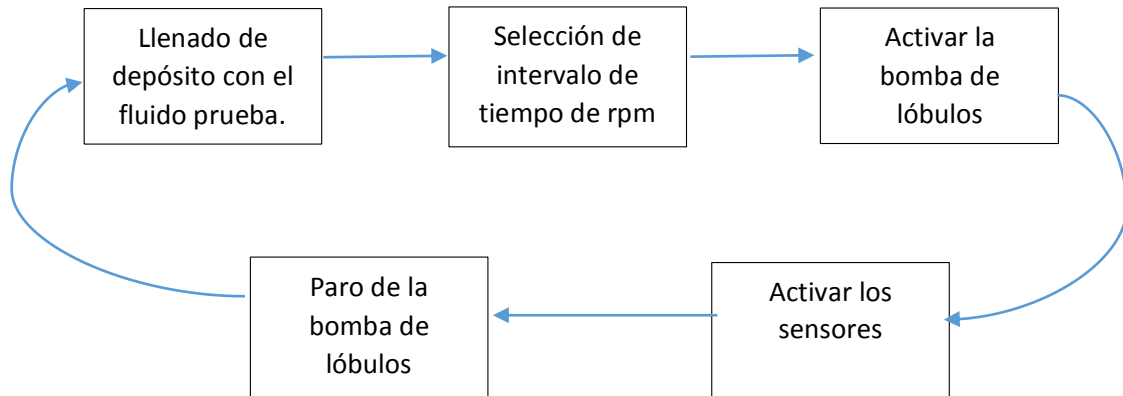 Llenado de
depósito con el
fluido prueba.
Selección de
intervalo de
tiempo de rpm
Activar la
bomba de
lóbulos
Activar los
sensores
Paro de la
bomba de
lóbulos